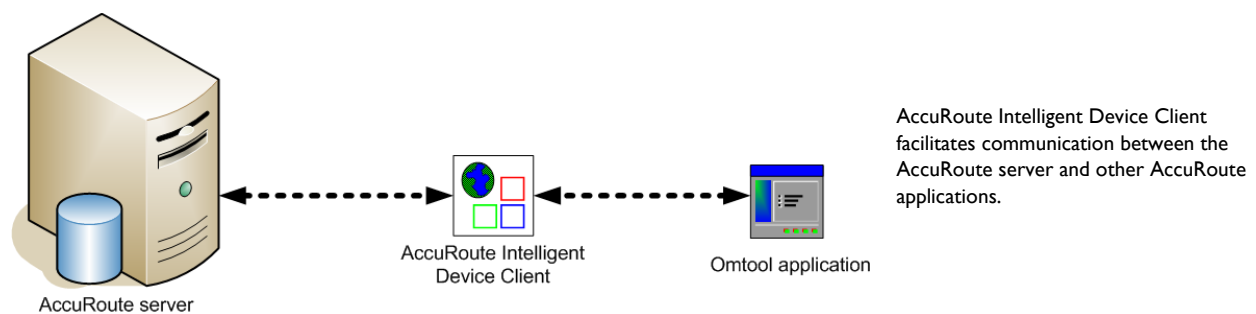 AccuRoute Intelligent Device Client
facilitates communication between the
AccuRoute server and other AccuRoute
applications.
AccuRoute Intelligent
Device Client
Omtool application
AccuRoute server